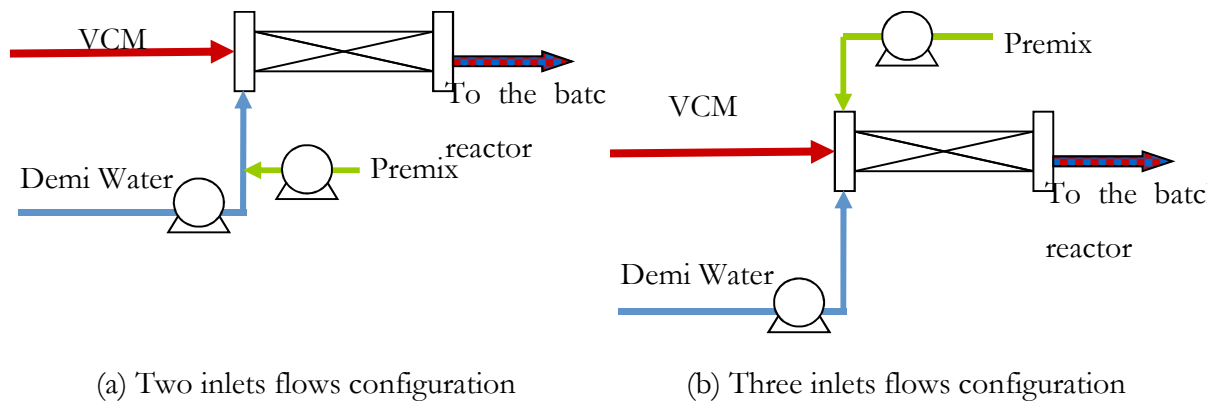 VCM
To the batc
reactor
Premix
Demi Water
(a) Two inlets flows configuration
Premix
VCM
To the batc
reactor
Demi Water
(b) Three inlets flows configuration